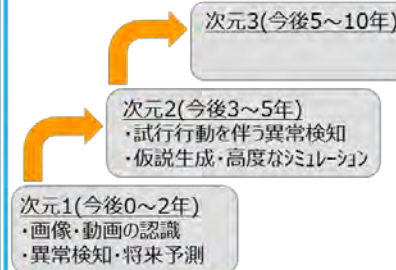 次元3(今後5～10年)
次元2(今後3～5年)
・試行行動を伴う異常検知
・仮説生成・高度なシミュレーション
次元1(今後0～2年)
・画像・動画の認識
・異常検知・将来予測